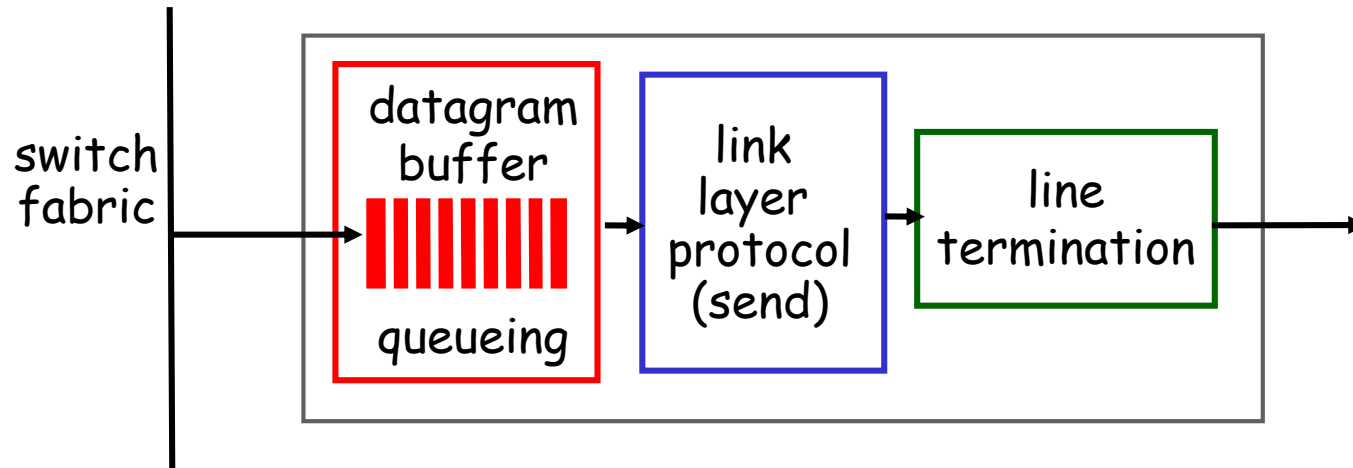 switch
fabric
datagram
buffer
queueing
link
layer
protocol
(send)
line
termination